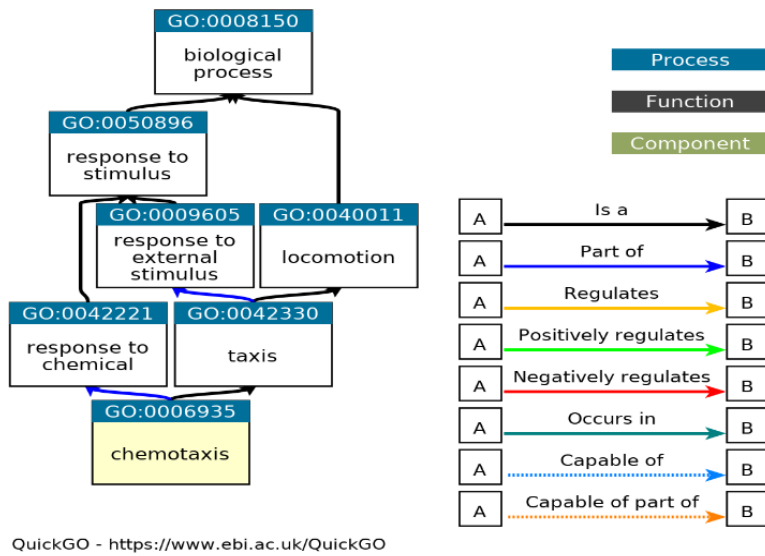 GO:0008150
biological
process
Process
Function
Component
GO:0050896
response to
stimulus
GO:0009605
response to
external
stimulus
GO:0040011
locomotion
GO:0042221
response to
chemical
GO:0042330
taxis
GO:0006935
chemotaxis
A Is a B
A Part of B
A Regulates B
A Positively regulates B
A Negatively regulates B
A Occurs in B
A Capable of B
A Capable of part of B
QuickGO - https://www.ebi.ac.uk/QuickGO